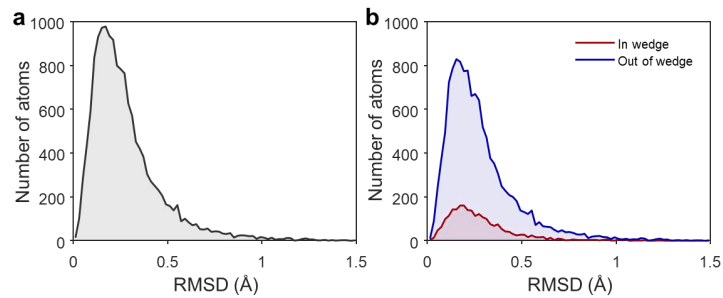 a
1000
800
600
400
200
0
Number of atoms
0 0.5 1 1.5
RMSD (Å)
b
1000
800
600
400
200
0
Number of atoms
In wedge
Out of wedge
0 0.5 1 1.5
RMSD (Å)